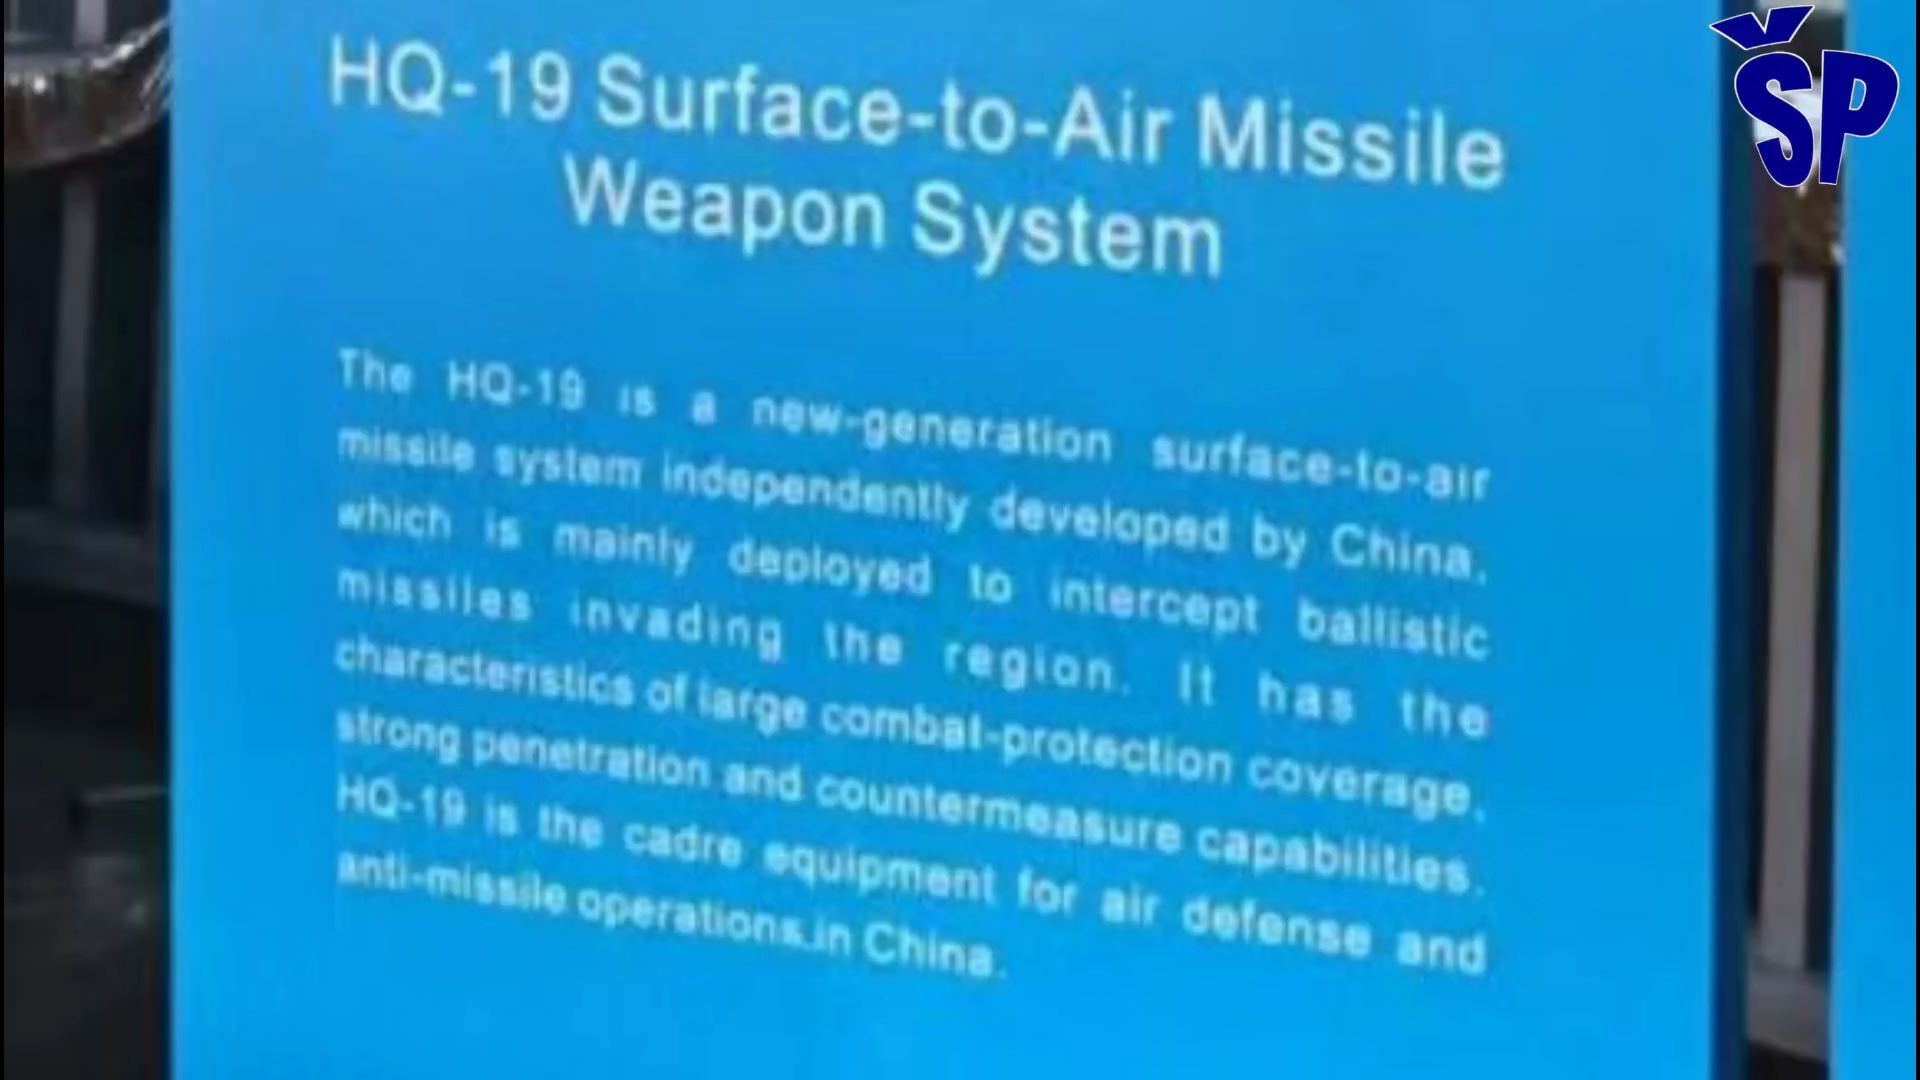 HQ-19 Surface-to-Air Missile
Weapon System
The HQ-19 is a new-generation surface-to-air
missile system independently developed by China,
which is mainly deployed to intercept ballistic
missiles invading the region. It has the
characteristics of large combat-protection coverage,
strong penetration and countermeasure capabilities.
HQ-19 is the cadre equipment for air defense and
anti-missile operations.in China.
ŠP